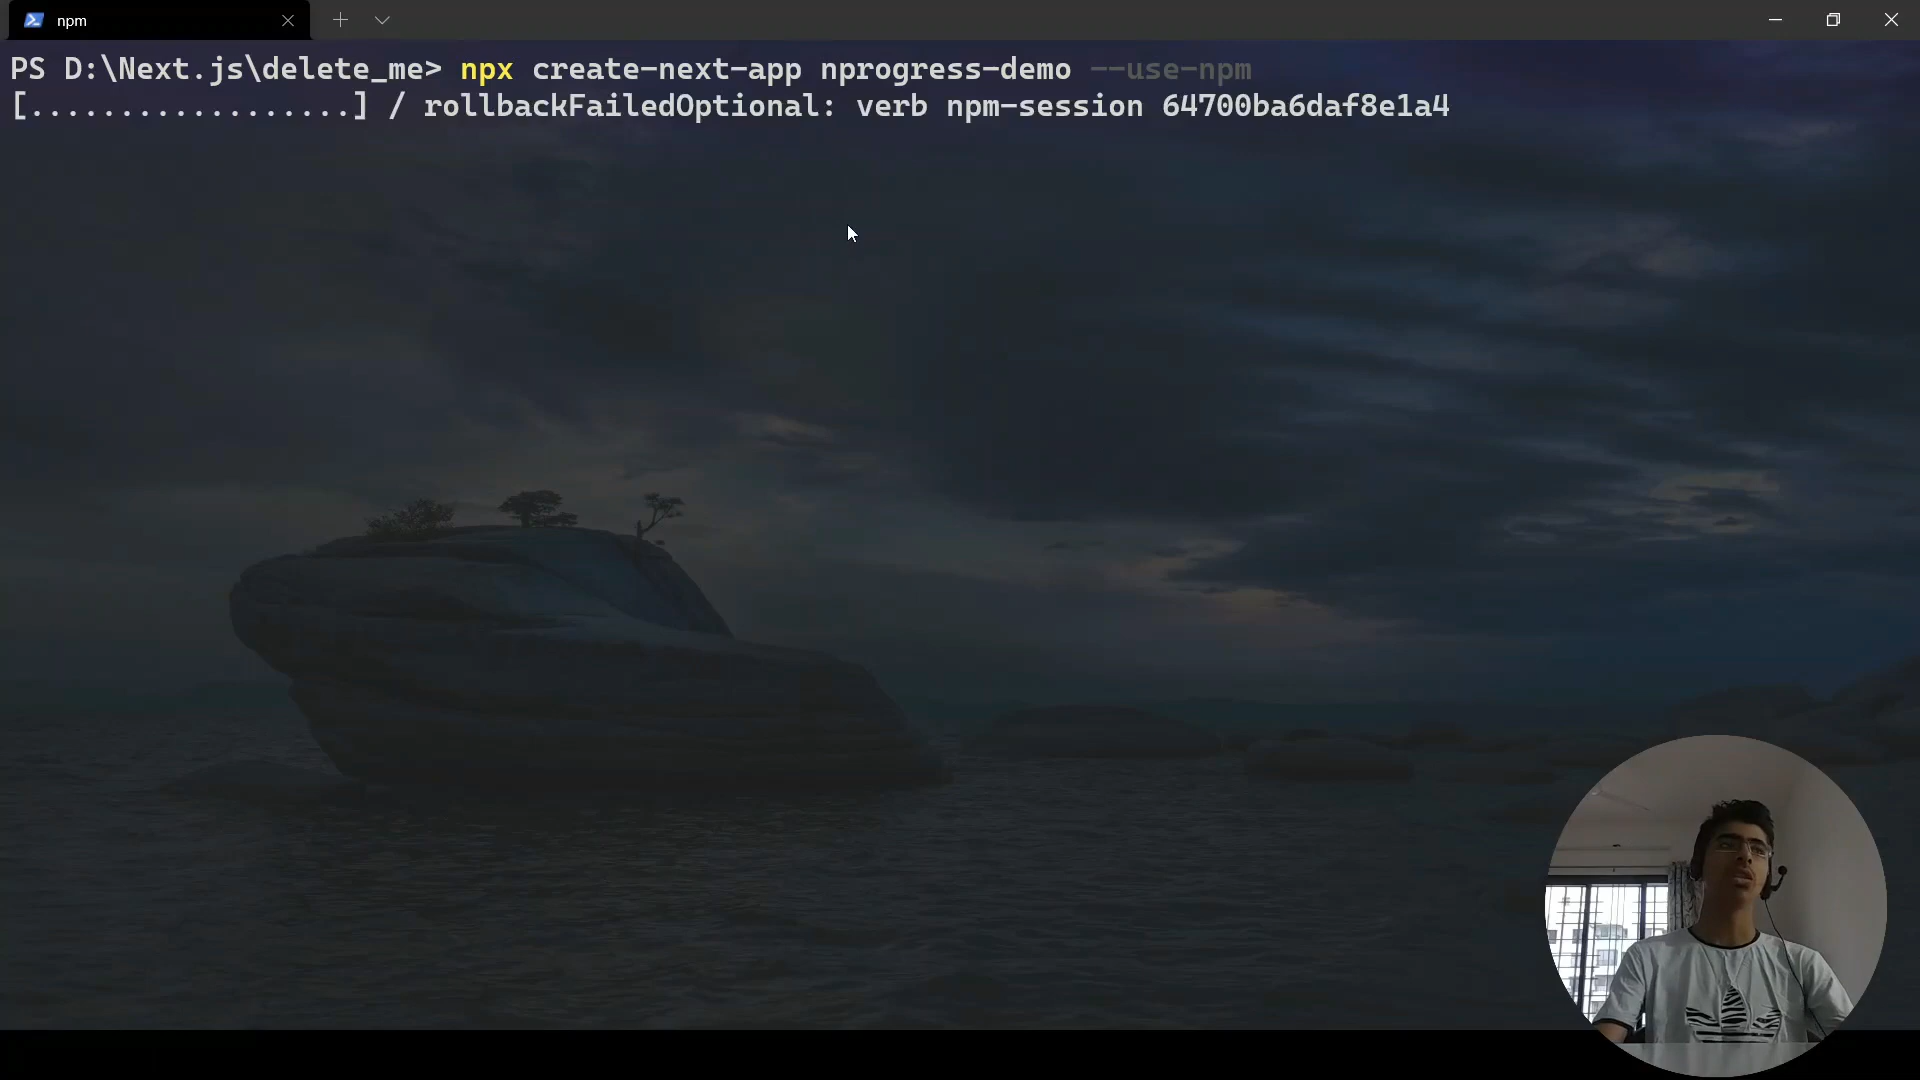 npm
PS D:\Next.js\delete_me> npx create-next-app nprogress-demo --use-npm
[..................] / rollbackFailedOptional: verb npm-session 64700ba6daf8e1a4